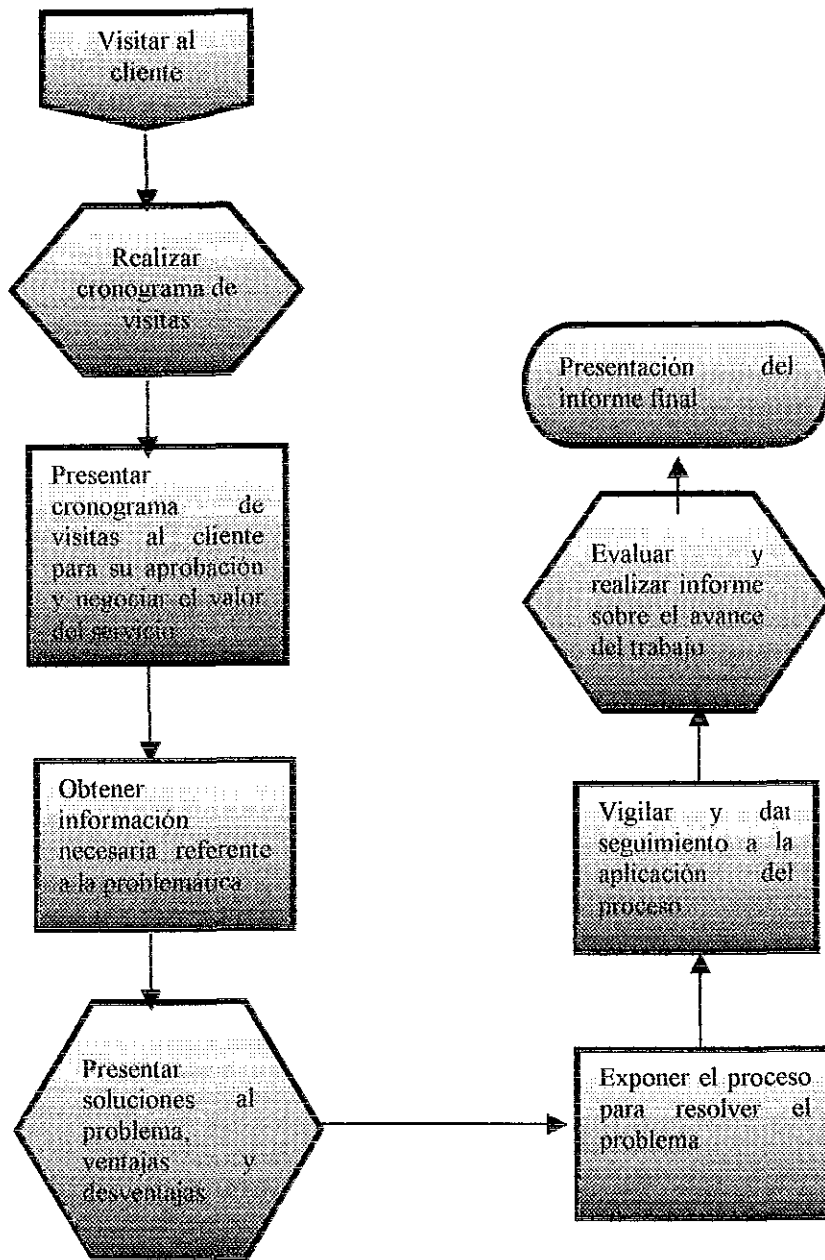 Visitar al
cliente
Realizar
cronograma de
visitas
Presentar
cronograma de
visitas al cliente
para su aprobación
y negociar el valor
del servicio
Obtener
información
necesaria referente
a la problemática
Presentar
soluciones al
problema,
ventajas y
desventajas
Exponer el proceso
para resolver el
problema
Vigilar y dar
seguimiento a la
aplicación del
proceso
Evaluar y
realizar informe
sobre el avance
del trabajo
Presentación del
informe final